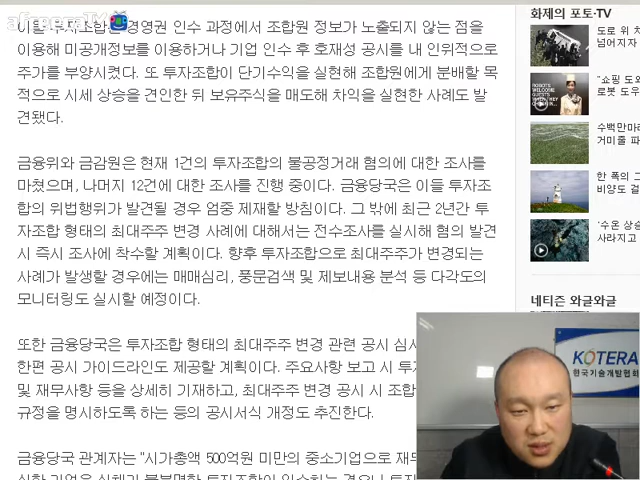 afreecaTV
이들 투자조합은 경영권 인수 과정에서 조합원 정보가 노출되지 않는 점을
이용해 미공개정보를 이용하거나 기업 인수 후 호재성 공시를 내 인위적으로
주가를 부양시켰다. 또 투자조합이 단기수익을 실현해 조합원에게 분배할 목
적으로 시세 상승을 견인한 뒤 보유주식을 매도해 차익을 실현한 사례도 발
견됐다.
금융위와 금감원은 현재 1건의 투자조합의 불공정거래 혐의에 대한 조사를
마쳤으며, 나머지 12건에 대한 조사를 진행 중이다. 금융당국은 이들 투자조
합의 위법행위가 발견될 경우 엄중 제재할 방침이다. 그 밖에 최근 2년간 투
자조합 형태의 최대주주 변경 사례에 대해서는 전수조사를 실시해 혐의 발견
시 즉시 조사에 착수할 계획이다. 향후 투자조합으로 최대주주가 변경되는
사례가 발생할 경우에는 매매심리, 풍문검색 및 제보내용 분석 등 다각도의
모니터링도 실시할 예정이다.
또한 금융당국은 투자조합 형태의 최대주주 변경 관련 공시 심사
한편 공시 가이드라인도 제공할 계획이다. 주요사항 보고 시 투자
및 재무사항 등을 상세히 기재하고, 최대주주 변경 공시 시 조합
규정을 명시하도록 하는 등의 공시서식 개정도 추진한다.
금융당국 관계자는 "시가총액 500억원 미만의 중소기업으로 재무
화제의 포토·TV
도로 위 차
넘어지자
"쇼핑 도와
로봇 도우
수백만마리
거미줄 파
한 폭의 그
비양도 걸
'수온 상승
사라지고
네티즌 와글와글
KOTERA
한국기술개발협회